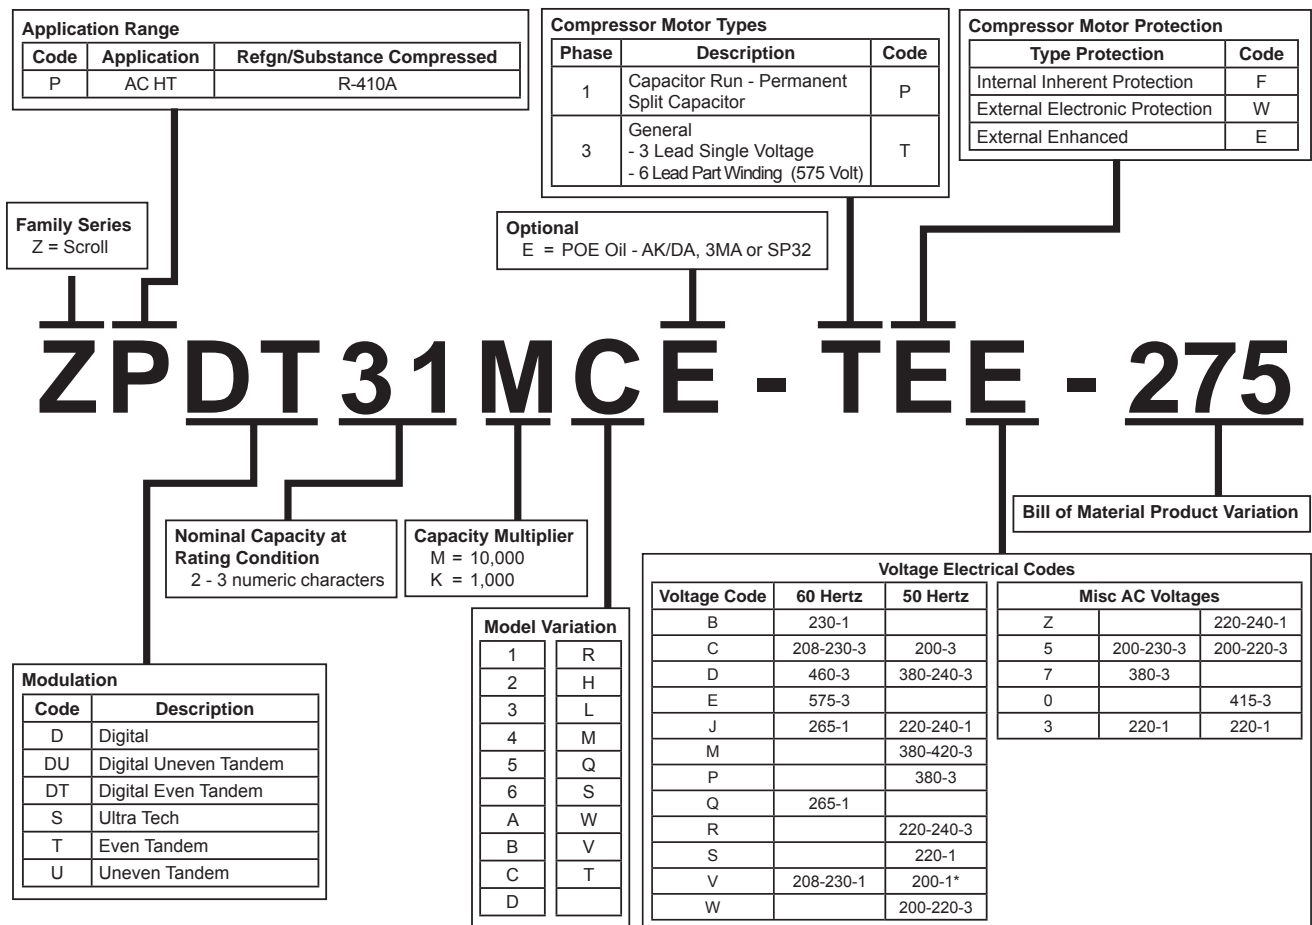 Application Range
Code Application Refgn/Substance Compressed
P AC HT R-410A
Compressor Motor Types
Phase Description Code
1 Capacitor Run - Permanent Split Capacitor P
3 General
- 3 Lead Single Voltage
- 6 Lead Part Winding (575 Volt) T
Compressor Motor Protection
Type Protection Code
Internal Inherent Protection F
External Electronic Protection W
External Enhanced E
Family Series
Z = Scroll
Optional
E = POE Oil - AK/DA, 3MA or SP32
ZPDT31MCE - TEE - 275
Nominal Capacity at
Rating Condition
2 - 3 numeric characters
Capacity Multiplier
M = 10,000
K = 1,000
Bill of Material Product Variation
Modulation
Code Description
D Digital
DU Digital Uneven Tandem
DT Digital Even Tandem
S Ultra Tech
T Even Tandem
U Uneven Tandem
Model Variation
1 R
2 H
3 L
4 M
5 Q
6 S
A W
B V
C T
D
Voltage Electrical Codes
Voltage Code 60 Hertz 50 Hertz
B 230-1
C 208-230-3 200-3
D 460-3 380-240-3
E 575-3
J 265-1 220-240-1
M 380-420-3
P 380-3
Q 265-1
R 220-240-3
S 220-1
V 208-230-1 200-1*
W 200-220-3
Misc AC Voltages
Z 220-240-1
5 200-230-3 200-220-3
7 380-3
0 415-3
3 220-1 220-1